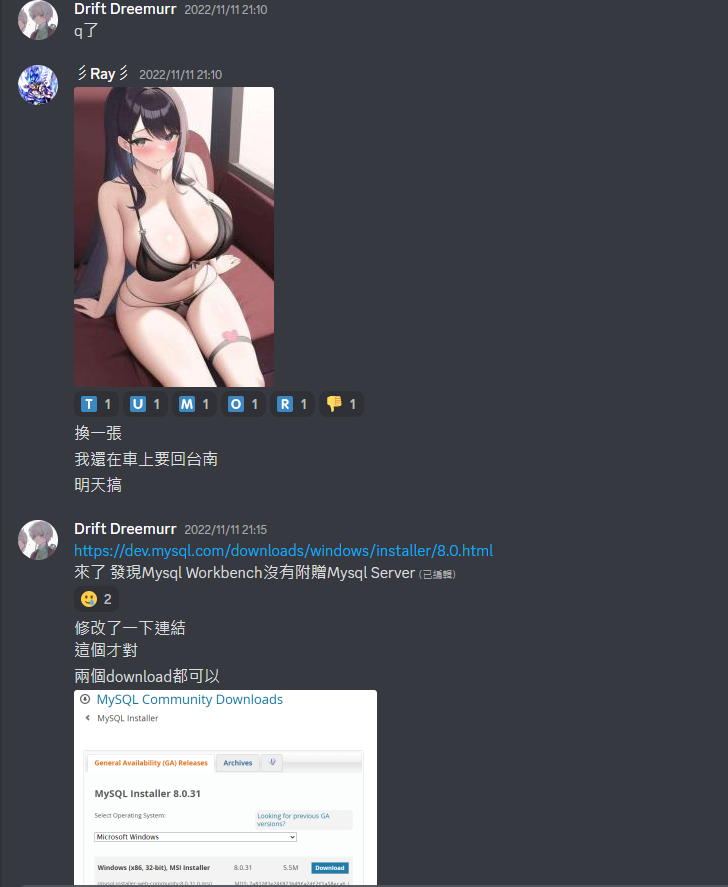 Drift Dreemurr 2022/11/11 21:10
q了
彡Ray彡 2022/11/11 21:10
T 1 U 1 M 1 O 1 R 1 👎 1
換一張
我還在車上要回台南
明天搞
Drift Dreemurr 2022/11/11 21:15
https://dev.mysql.com/downloads/windows/installer/8.0.html
來了 發現Mysql Workbench沒有附贈Mysql Server (已編輯)
🥲 2
修改了一下連結
這個才對
兩個download都可以
MySQL Community Downloads
MySQL Installer
General Availability (GA) Releases Archives
MySQL Installer 8.0.31
Select Operating System:
Looking for previous GA
versions?
Microsoft Windows
Windows (x86, 32-bit), MSI Installer 8.0.31 5.5M Download